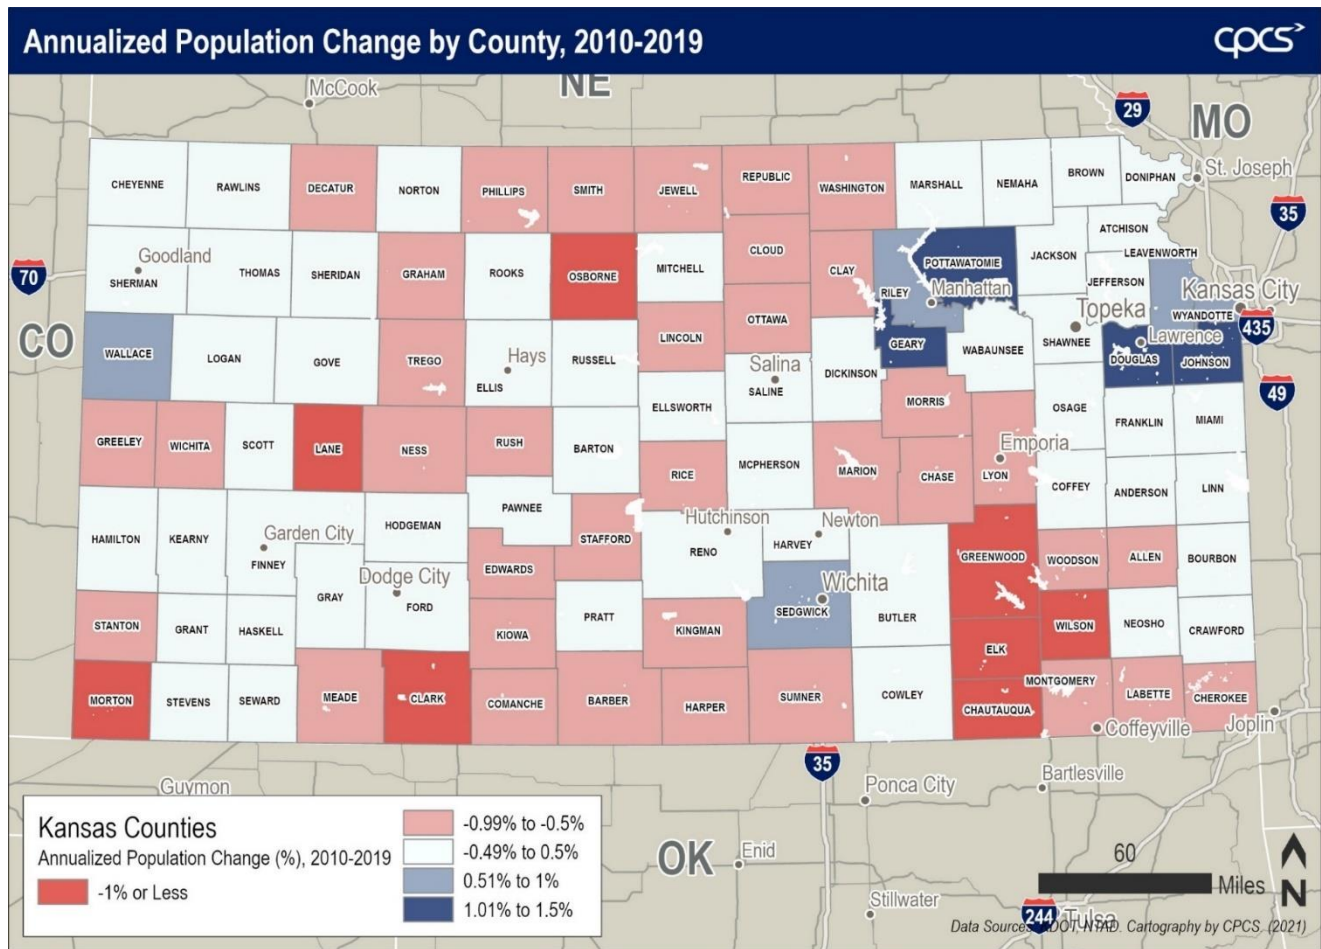 Annualized Population Change by County, 2010-2019
cpcs
NE
McCook
29
MO
St. Joseph
35
CHEYENNE
RAWLINS
DECATUR
NORTON
PHILLIPS
SMITH
JEWELL
REPUBLIC
WASHINGTON
MARSHALL
NEMAHA
BROWN
DONIPHAN
ATCHISON
70
Goodland
SHERMAN
THOMAS
SHERIDAN
GRAHAM
ROOKS
OSBORNE
MITCHELL
CLOUD
CLAY
RILEY
Manhattan
POTTAWATOMIE
JACKSON
JEFFERSON
LEAVENWORTH
Kansas City
WYANDOTTE
435
CO
WALLACE
LOGAN
GOVE
TREGO
Hays
ELLIS
RUSSELL
LINCOLN
OTTAWA
Salina
SALINE
DICKINSON
GEARY
WABAUNSEE
Topeka
SHAWNEE
Lawrence
DOUGLAS
JOHNSON
49
GREELEY
WICHITA
SCOTT
LANE
NESS
RUSH
BARTON
ELLSWORTH
RICE
MCPHERSON
MARION
MORRIS
CHASE
Emporia
LYON
OSAGE
FRANKLIN
MIAMI
COFFEY
ANDERSON
LINN
HAMILTON
KEARNY
Garden City
FINNEY
HODGEMAN
PAWNEE
STAFFORD
Hutchinson
RENO
Newton
HARVEY
GREENWOOD
WOODSON
ALLEN
BOURBON
GRAY
Dodge City
FORD
EDWARDS
Wichita
SEDGWICK
BUTLER
STANTON
GRANT
HASKELL
KIOWA
PRATT
KINGMAN
ELK
WILSON
NEOSHO
CRAWFORD
MORTON
STEVENS
SEWARD
MEADE
CLARK
COMANCHE
BARBER
HARPER
SUMNER
COWLEY
CHAUTAUQUA
MONTGOMERY
LABETTE
CHEROKEE
Coffeyville
Joplin
35
Guymon
Ponca City
Bartlesville
OK
Enid
Stillwater
244
Tulsa
Kansas Counties
Annualized Population Change (%), 2010-2019
-1% or Less
-0.99% to -0.5%
-0.49% to 0.5%
0.51% to 1%
1.01% to 1.5%
60
Miles
N
Data Sources: NTAD. Cartography by CPCS. (2021)